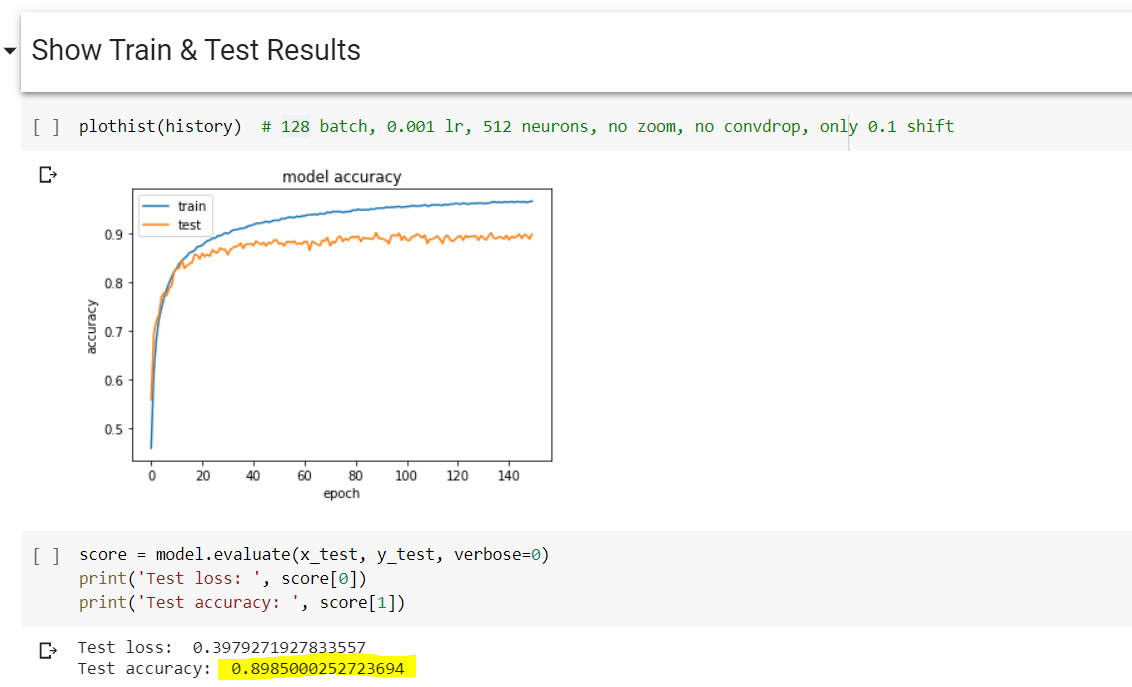 Show Train & Test Results
[ ] plothist(history)  # 128 batch, 0.001 lr, 512 neurons, no zoom, no convdrop, only 0.1 shift
model accuracy
train
test
0.9
0.8
0.7
0.6
0.5
accuracy
0 20 40 60 80 100 120 140
epoch
[ ] score = model.evaluate(x_test, y_test, verbose=0)
print('Test loss: ', score[0])
print('Test accuracy: ', score[1])
Test loss:  0.3979271927833557
Test accuracy:  0.8985000252723694